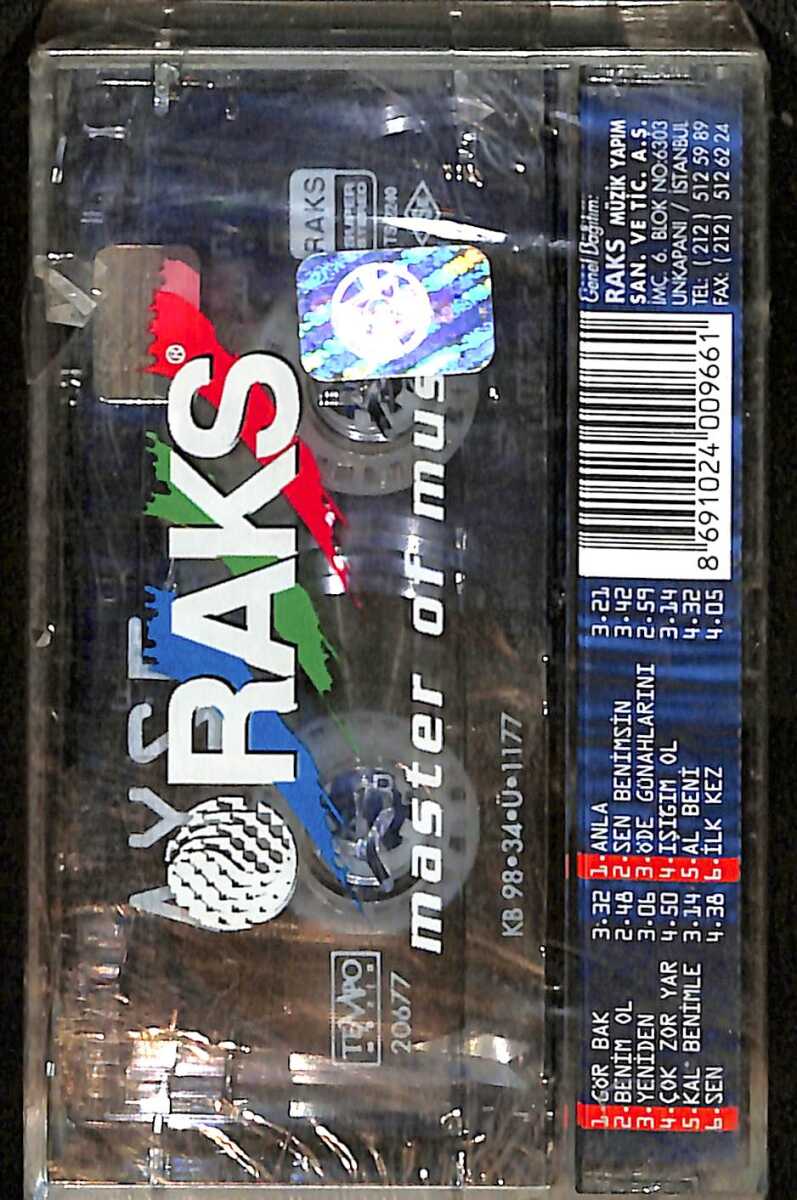 RAKS
SUPER
STEREO
AYŞE
®
RAKS
master of mus
TEMPO
20677
KB 98•34•Ü•1177
1•GÖR BAK 3.32
2•BENİM OL 2.48
3•YENİDEN 3.06
4•ÇOK ZOR YAR 4.50
5•KAL BENİMLE 3.14
6•SEN 4.38
1•ANLA 3.21
2•SEN BENİMSİN 3.42
3•ÖDE GÜNAHLARINI 2.59
4•IŞIĞIM OL 3.14
5•AL BENİ 4.32
6•İLK KEZ 4.05
8 691024 009661
Genel Dağıtım:
RAKS MÜZİK YAPIM
SAN. VE TİC. A.Ş.
İMC. 6. BLOK NO:6303
UNKAPANI / İSTANBUL
TEL: (212) 512 59 89
FAX: (212) 512 62 24